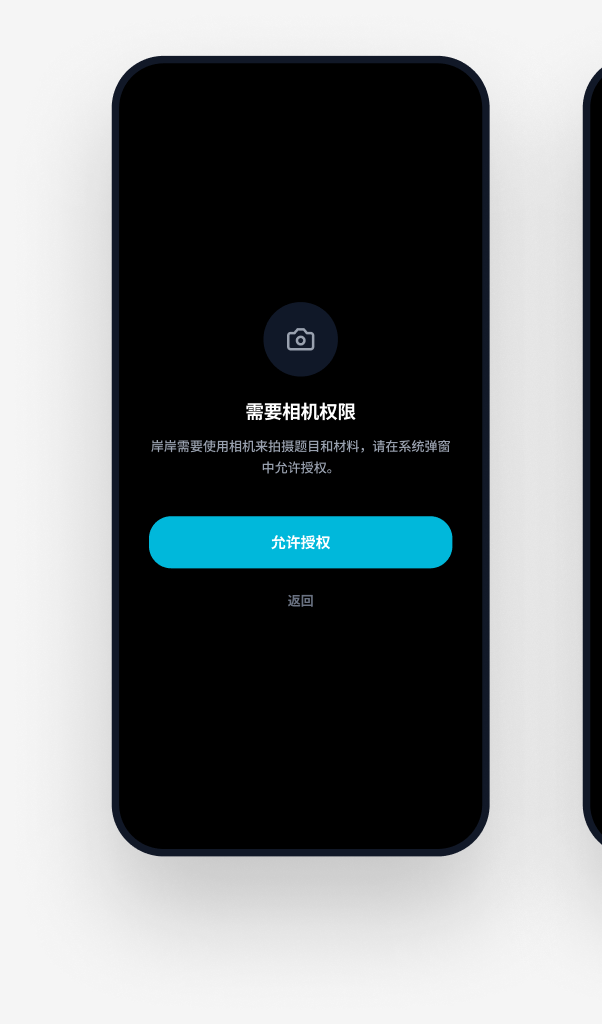 需要相机权限
岸岸需要使用相机来拍摄题目和材料，请在系统弹窗
中允许授权。
允许授权
返回